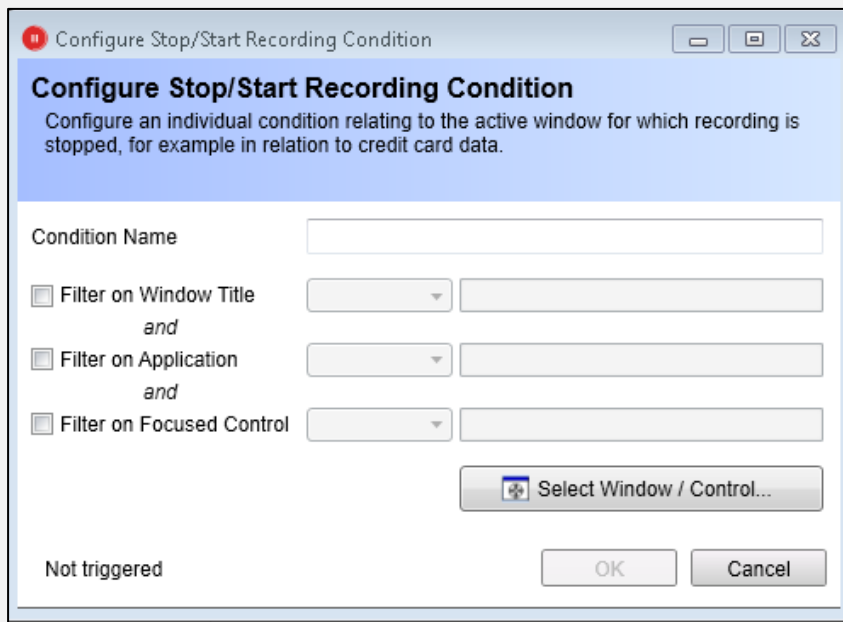 Configure Stop/Start Recording Condition
Configure Stop/Start Recording Condition
Configure an individual condition relating to the active window for which recording is
stopped, for example in relation to credit card data.
Condition Name
Filter on Window Title
and
Filter on Application
and
Filter on Focused Control
Select Window / Control...
Not triggered
OK
Cancel